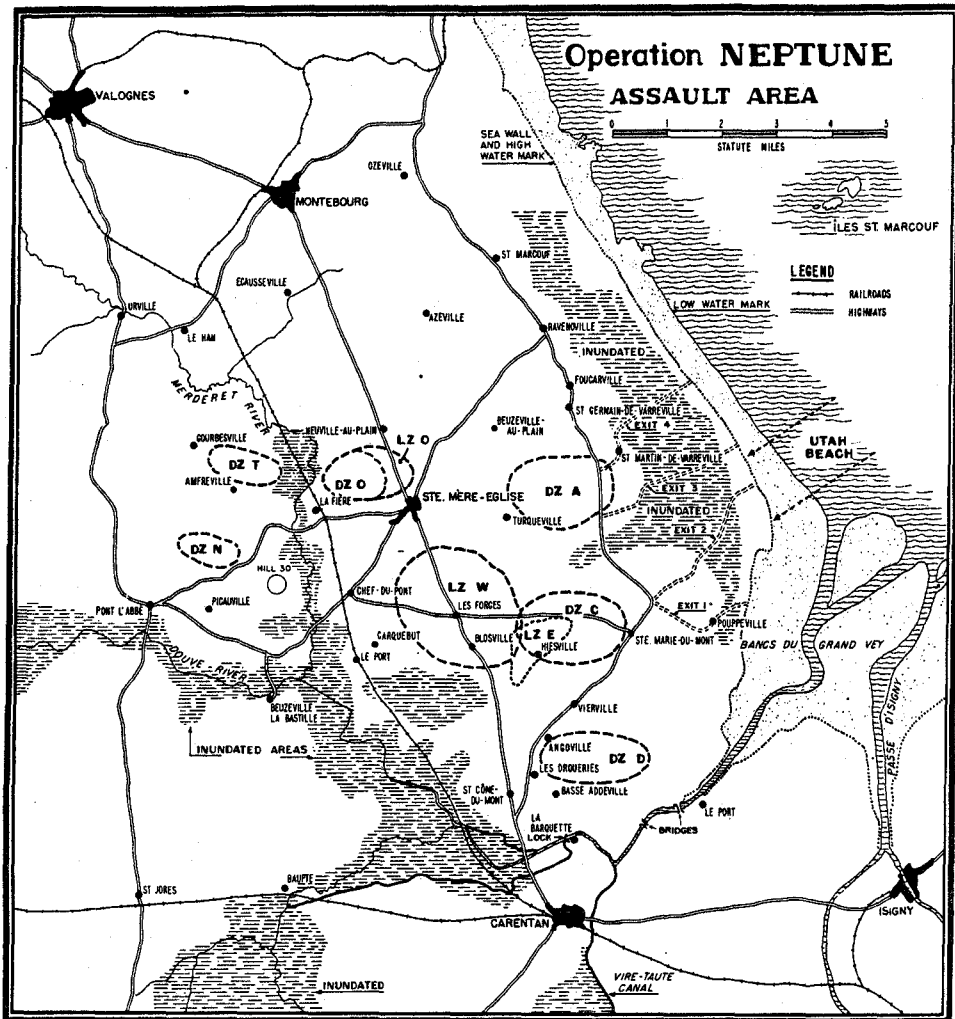 Operation NEPTUNE
ASSAULT AREA
0 1 2 3 4 5
STATUTE MILES
VALOGNES
SEA WALL
AND HIGH
WATER MARK
OZEVILLE
MONTEBOURG
ÎLES ST. MARCOUF
ST MARCOUF
LEGEND
RAILROADS
HIGHWAYS
ÉCAUSSEVILLE
LOW WATER MARK
URVILLE
AZÉVILLE
LE HAM
RAVENOVILLE
INUNDATED
MERDERET RIVER
FOUCARVILLE
ST GERMAIN-DE-VARREVILLE
EXIT 4
NEUVILLE-AU-PLAIN
BEUZEVILLE-
AU-PLAIN
LZ O
UTAH
BEACH
GOURBESVILLE
ST MARTIN-DE-VARREVILLE
DZ T
DZ O
DZ A
EXIT 3
AMFREVILLE
LA FIÈRE
STE. MÈRE-EGLISE
INUNDATED
TURQUEVILLE
EXIT 2
DZ N
HILL 30
CHEF-DU-PONT
LZ W
PONT L'ABBÉ
PICAUVILLE
LES FORGES
DZ C
EXIT 1
POUPPEVILLE
LZ E
HIESVILLE
STE. MARIE-DU-MONT
CARQUEBUT
BLOSVILLE
BANCS DU GRAND VEY
LE PORT
DOUVE RIVER
BEUZEVILLE
LA BASTILLE
VIERVILLE
PASSE D'ISIGNY
INUNDATED AREAS
ANGOVILLE
DZ D
LES DROUERIES
ST CÔNE-
DU-MONT
BASSE ADDEVILLE
LE PORT
LA
BARQUETTE
LOCK
BRIDGES
ST JORES
BAUPTE
CARENTAN
ISIGNY
INUNDATED
VIRE-TAUTE
CANAL